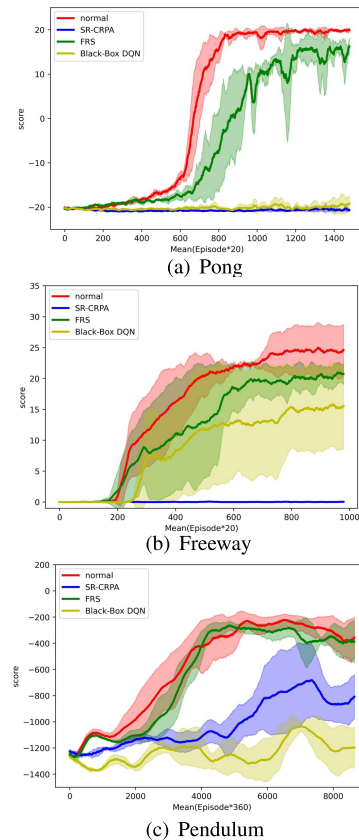 20
10
0
−10
−20
score
normal
SR-CRPA
FRS
Black-Box DQN
0 200 400 600 800 1000 1200 1400
Mean(Episode*20)
(a) Pong
35
30
25
20
15
10
5
0
score
normal
SR-CRPA
FRS
Black-Box DQN
0 200 400 600 800 1000
Mean(Episode*20)
(b) Freeway
200
0
−200
−400
−600
−800
−1000
−1200
−1400
score
normal
SR-CRPA
FRS
Black-Box DQN
0 2000 4000 6000 8000
Mean(Episode*360)
(c) Pendulum